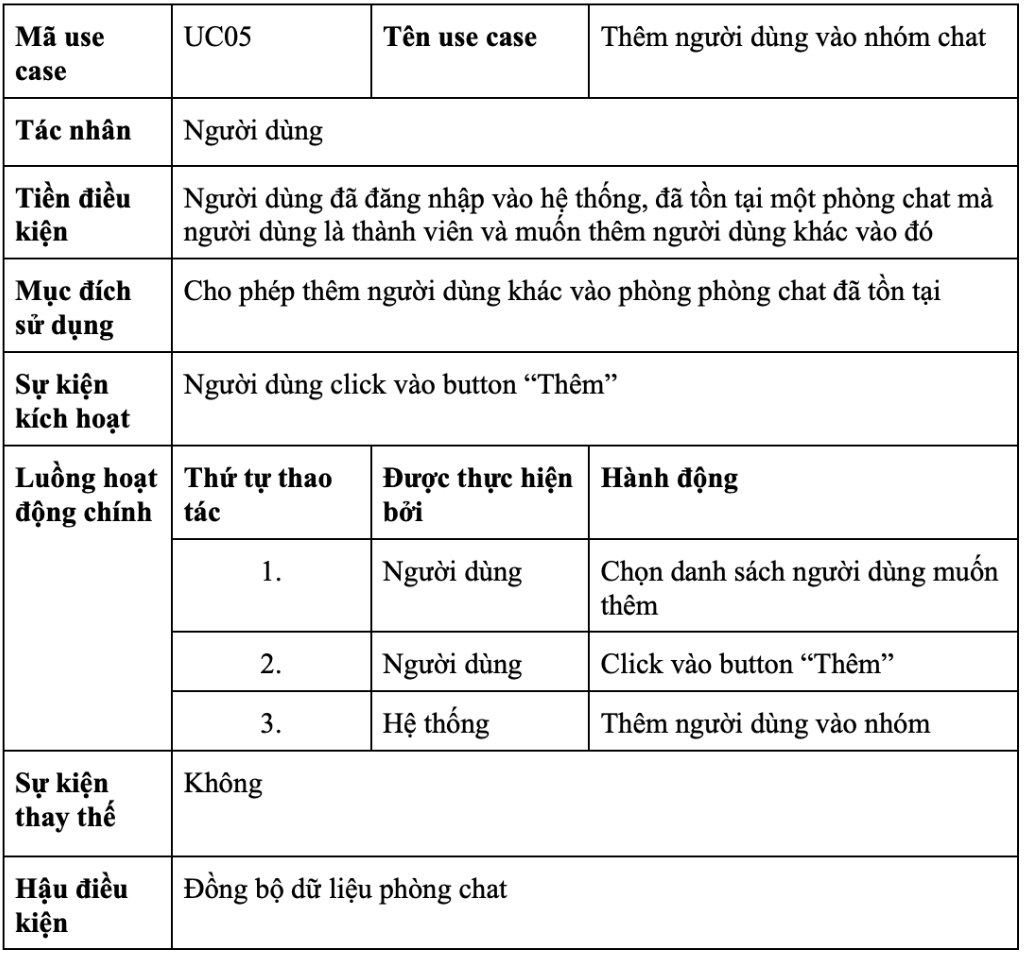 Mã use case
UC05
Tên use case
Thêm người dùng vào nhóm chat
Tác nhân
Người dùng
Tiền điều kiện
Người dùng đã đăng nhập vào hệ thống, đã tồn tại một phòng chat mà
người dùng là thành viên và muốn thêm người dùng khác vào đó
Mục đích
sử dụng
Cho phép thêm người dùng khác vào phòng phòng chat đã tồn tại
Sự kiện
kích hoạt
Người dùng click vào button “Thêm”
Luồng hoạt
động chính
Thứ tự thao
tác
Được thực hiện
bởi
Hành động
1.
Người dùng
Chọn danh sách người dùng muốn
thêm
2.
Người dùng
Click vào button “Thêm”
3.
Hệ thống
Thêm người dùng vào nhóm
Sự kiện
thay thế
Không
Hậu điều
kiện
Đồng bộ dữ liệu phòng chat